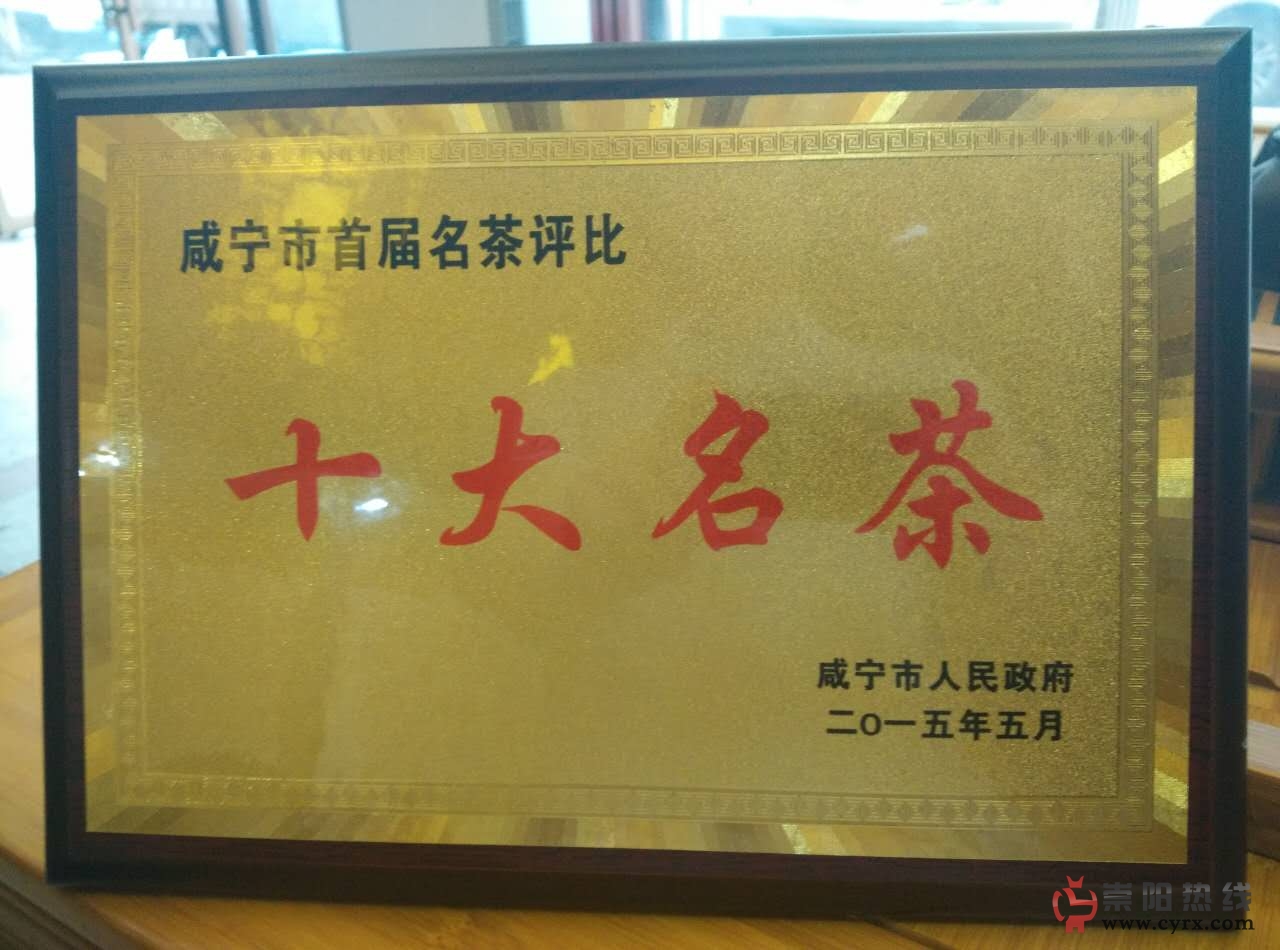 咸宁市首届名茶评比
十大名茶
咸宁市人民政府
二O一五年五月
崇阳热线
www.cyrx.com